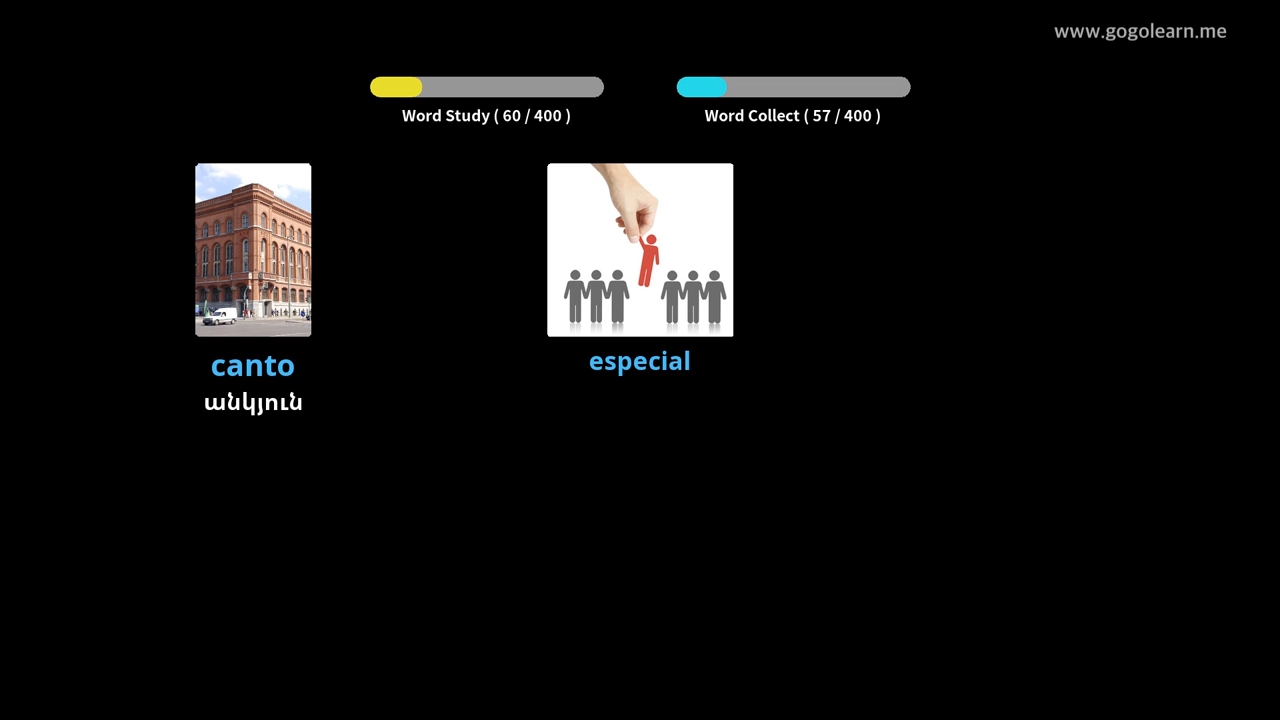 www.gogolearn.me
Word Study ( 60 / 400 )
Word Collect ( 57 / 400 )
canto
անկյուն
especial